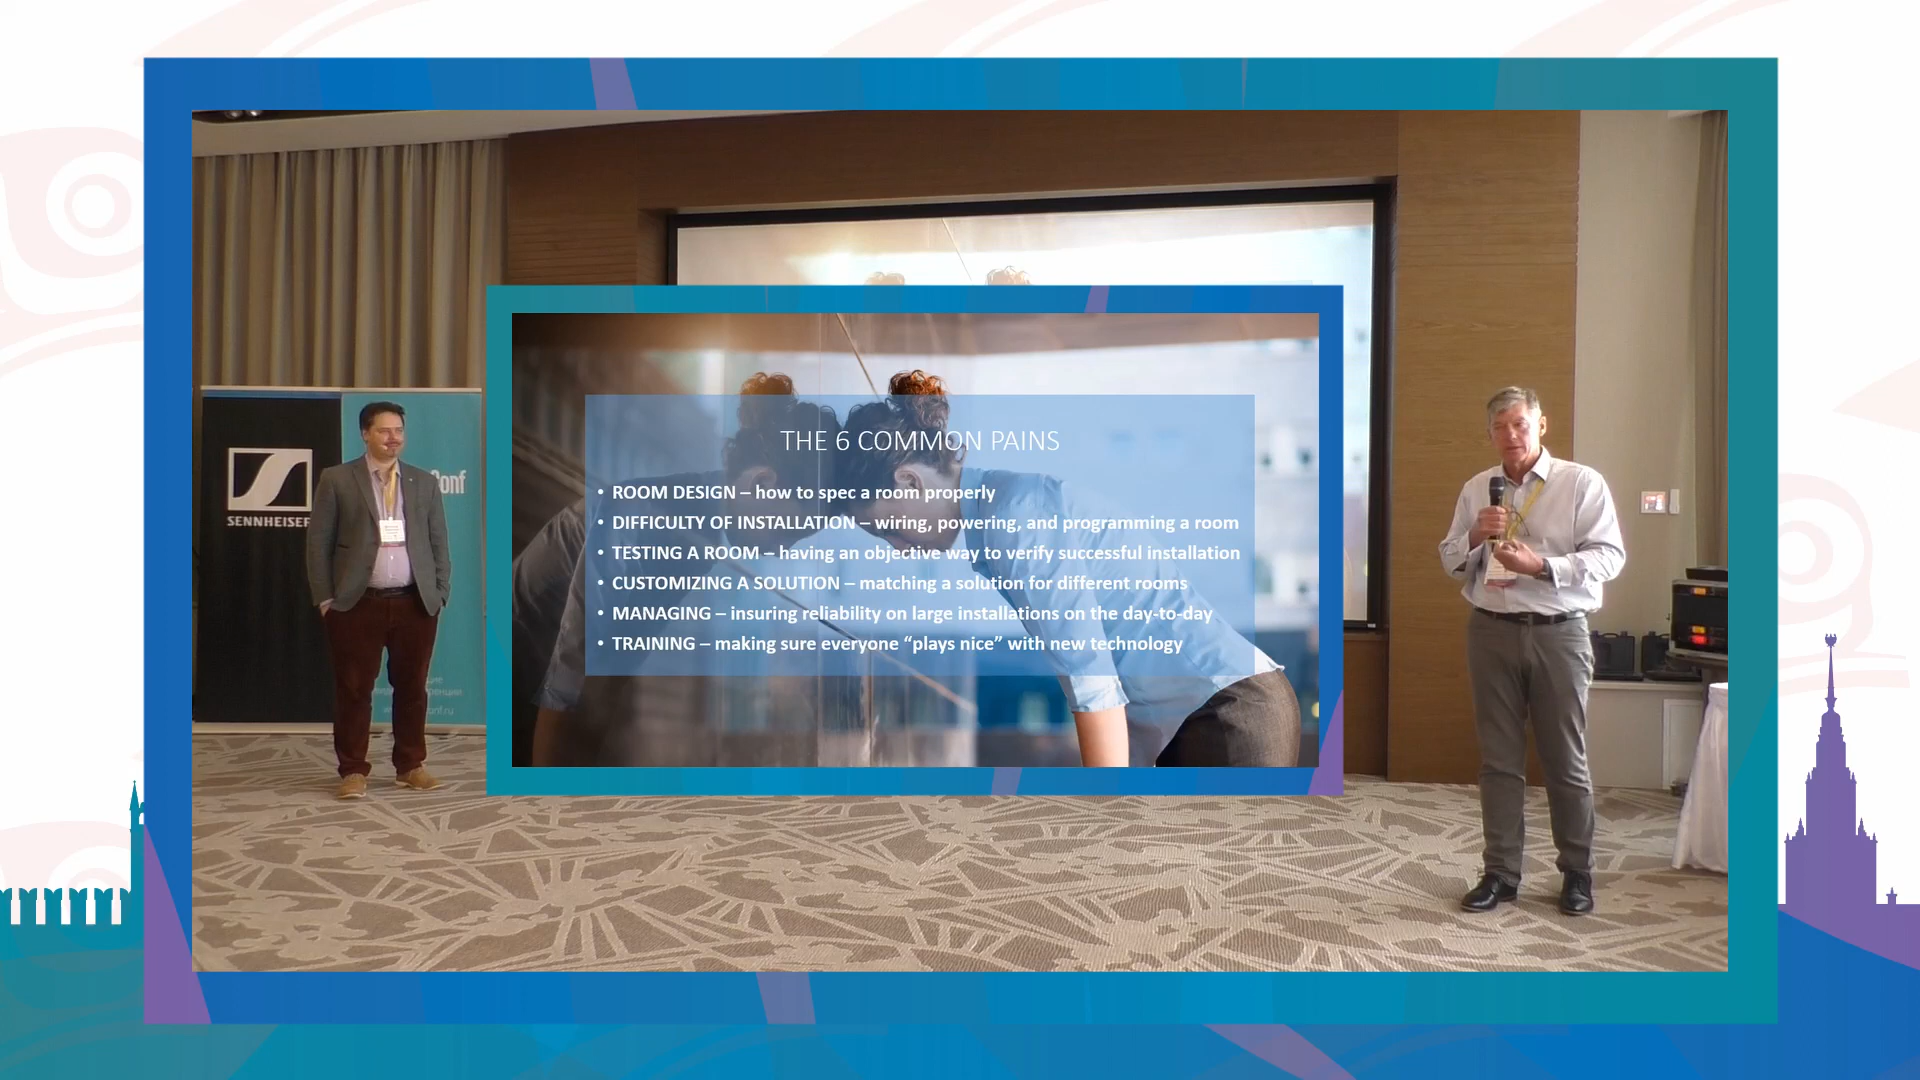 SENNHEISER
onf
THE 6 COMMON PAINS
• ROOM DESIGN – how to spec a room properly
• DIFFICULTY OF INSTALLATION – wiring, powering, and programming a room
• TESTING A ROOM – having an objective way to verify successful installation
• CUSTOMIZING A SOLUTION – matching a solution for different rooms
• MANAGING – insuring reliability on large installations on the day-to-day
• TRAINING – making sure everyone “plays nice” with new technology